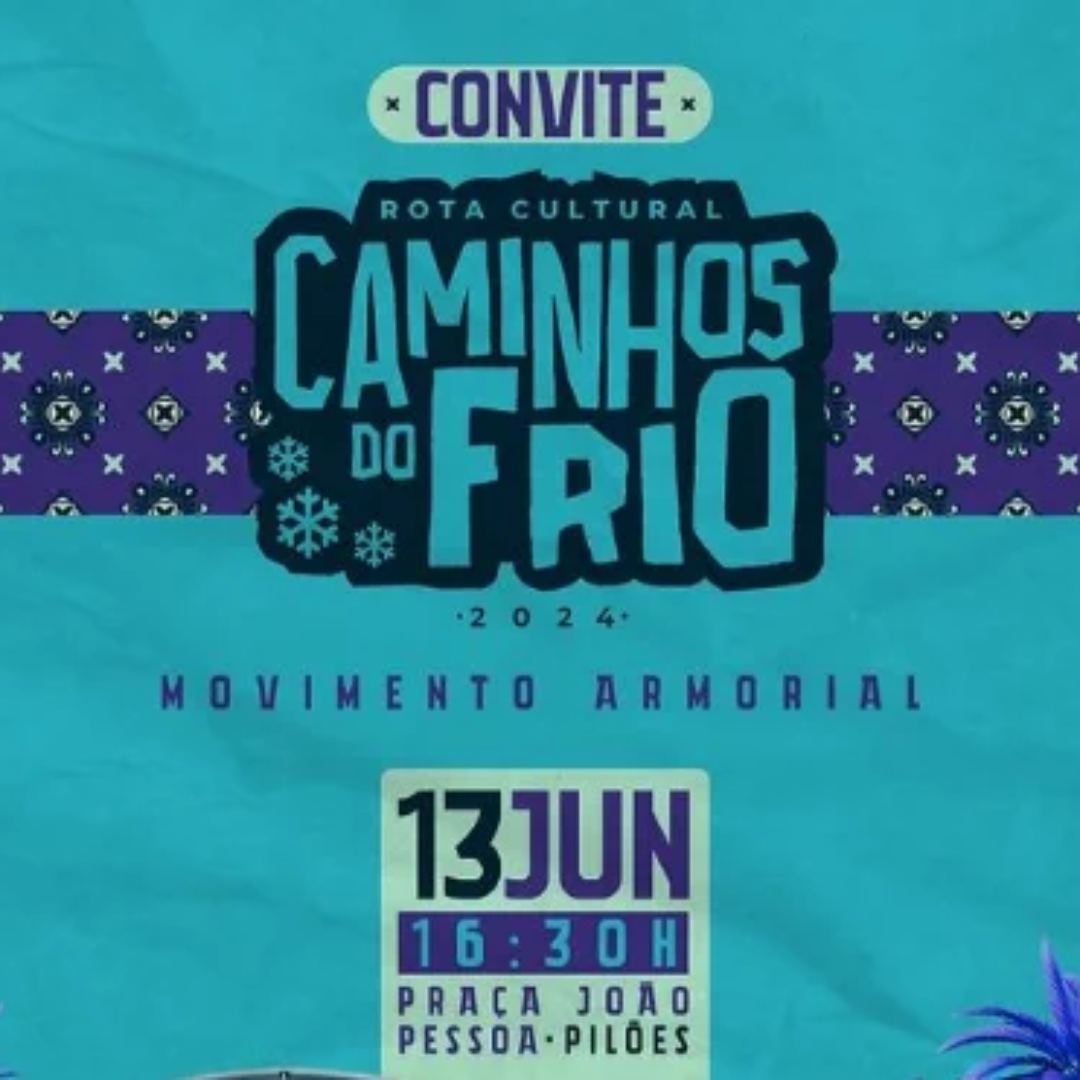 CONVITE
ROTA CULTURAL
CAMINHOS
DO FRIO
·2024·
MOVIMENTO ARMORIAL
13JUN
16:30H
PRAÇA JOÃO
PESSOA·PILÕES